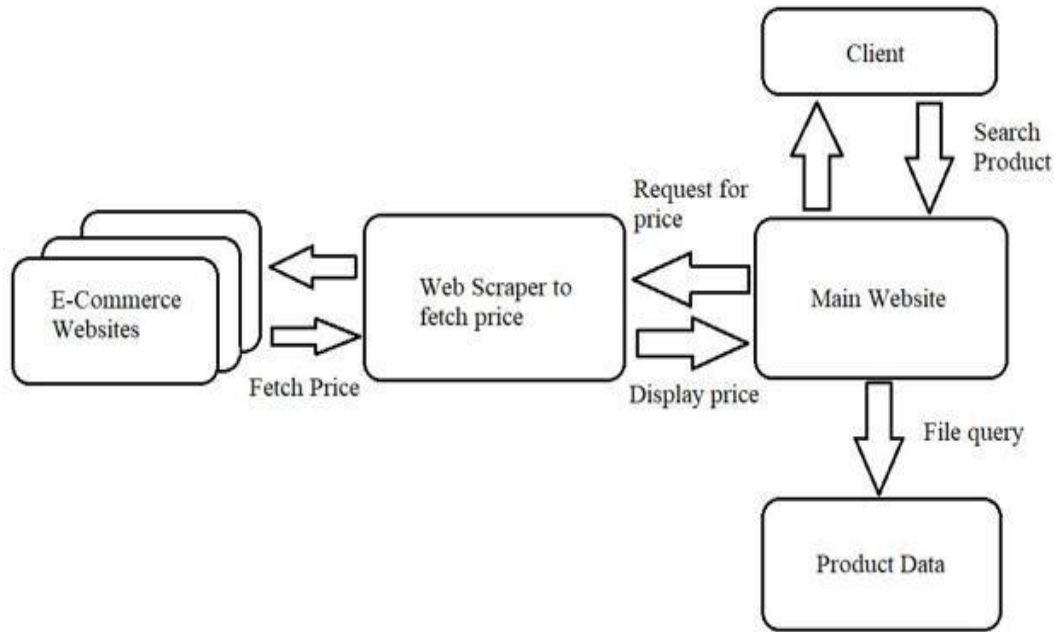 Client
Search
Product
Request for
price
E-Commerce
Websites
Web Scraper to
fetch price
Main Website
Fetch Price
Display price
File query
Product Data